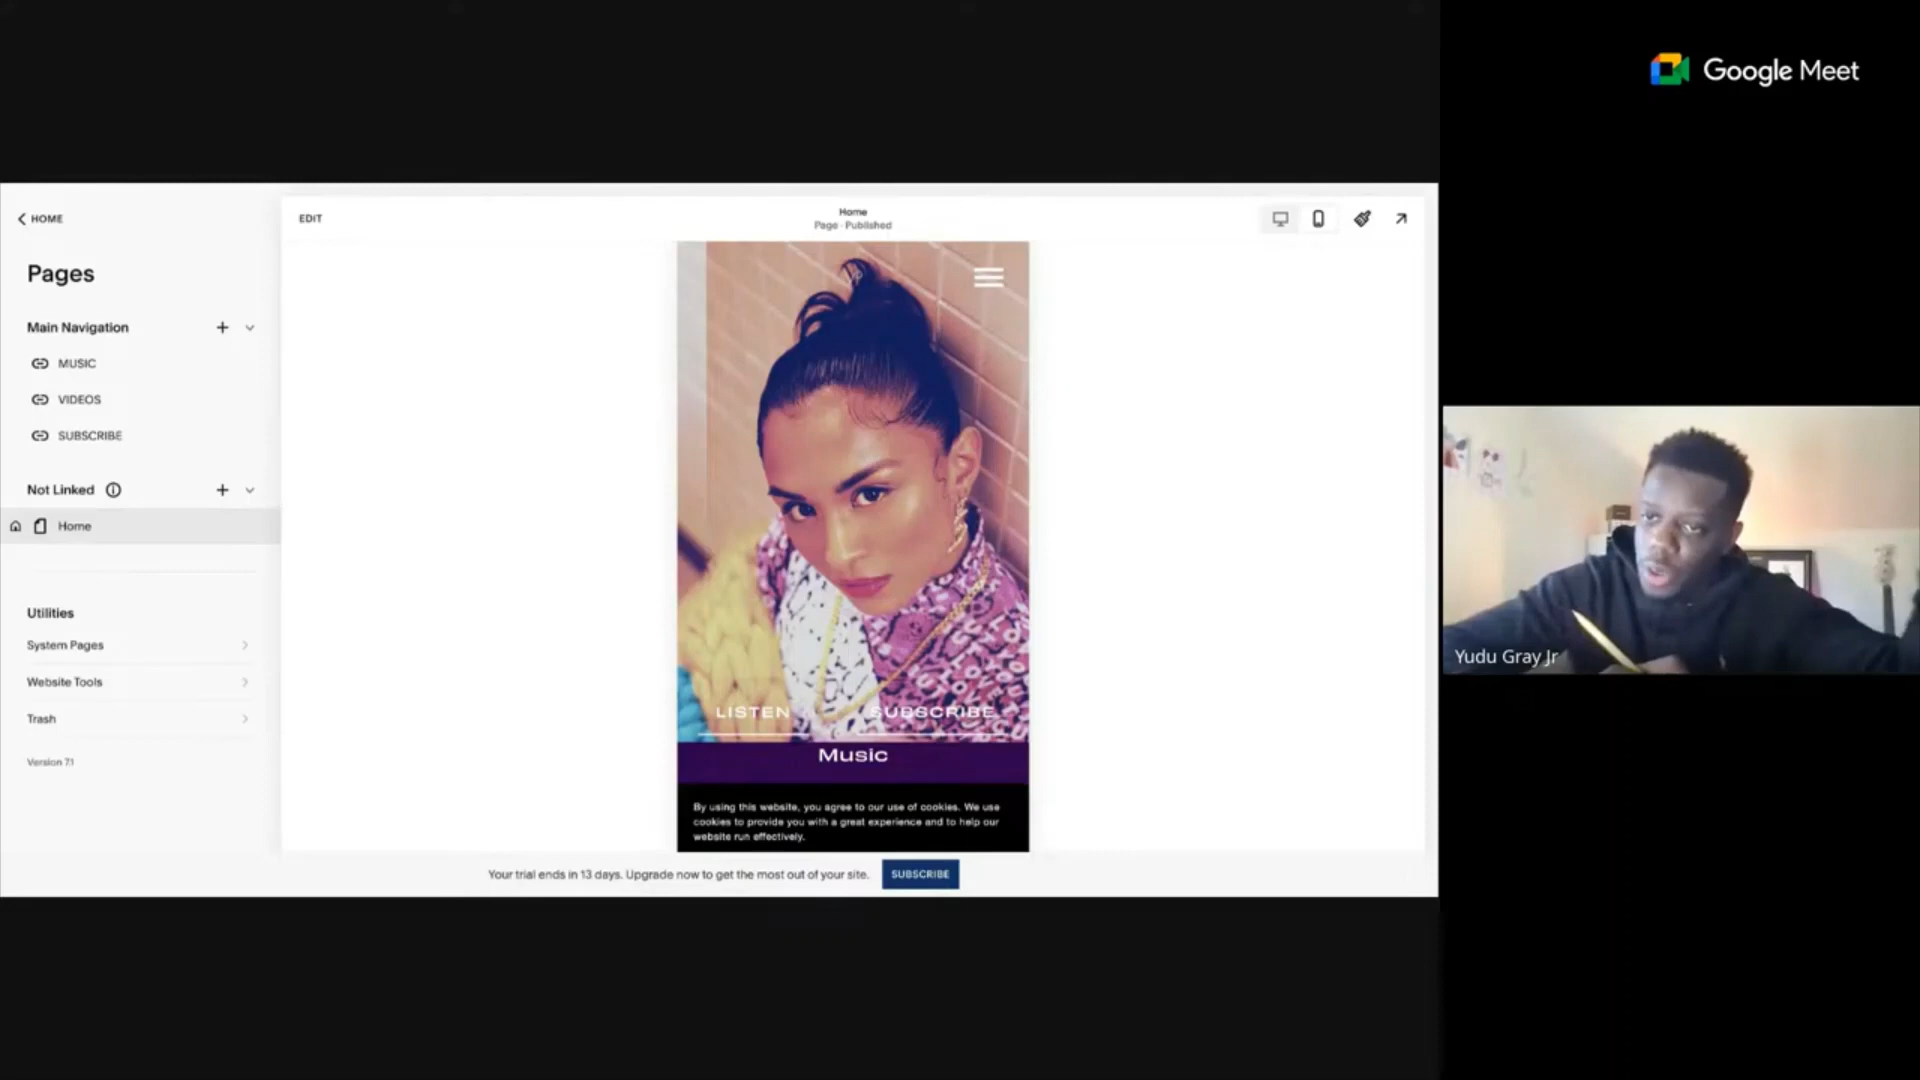 Google Meet
HOME
EDIT
Home
Page · Published
Pages
Main Navigation
MUSIC
VIDEOS
SUBSCRIBE
Not Linked
Home
Utilities
System Pages
Website Tools
Trash
Version 7.1
LISTEN
SUBSCRIBE
Music
By using this website, you agree to our use of cookies. We use
cookies to provide you with a great experience and to help our
website run effectively.
Your trial ends in 13 days. Upgrade now to get the most out of your site.
SUBSCRIBE
Yudu Gray Jr